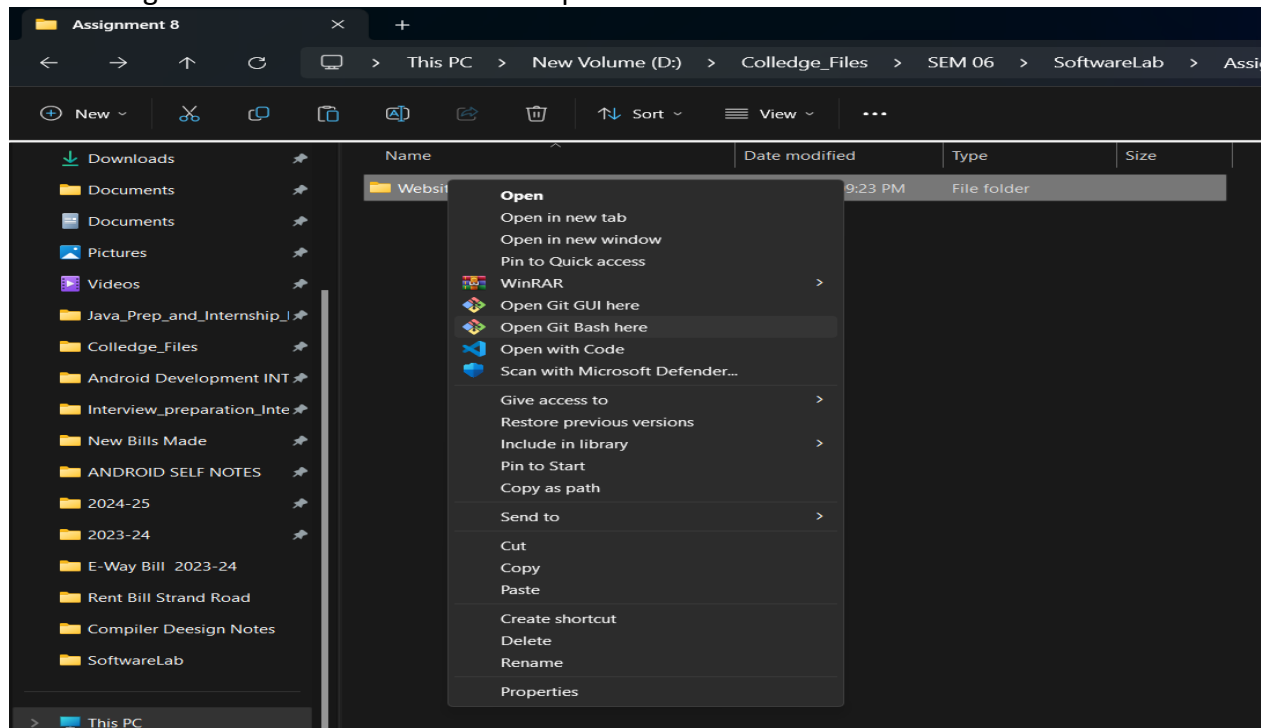 Assignment 8
This PC > New Volume (D:) > Colledge_Files > SEM 06 > SoftwareLab > Assi
New Sort View
Name Date modified Type Size
Downloads
Documents
Documents
Pictures
Videos
Java_Prep_and_Internship_
Colledge_Files
Android Development INT
Interview_preparation_Inte
New Bills Made
ANDROID SELF NOTES
2024-25
2023-24
E-Way Bill 2023-24
Rent Bill Strand Road
Compiler Deesign Notes
SoftwareLab
This PC
Websit 9:23 PM File folder
Open
Open in new tab
Open in new window
Pin to Quick access
WinRAR
Open Git GUI here
Open Git Bash here
Open with Code
Scan with Microsoft Defender...
Give access to
Restore previous versions
Include in library
Pin to Start
Copy as path
Send to
Cut
Copy
Paste
Create shortcut
Delete
Rename
Properties